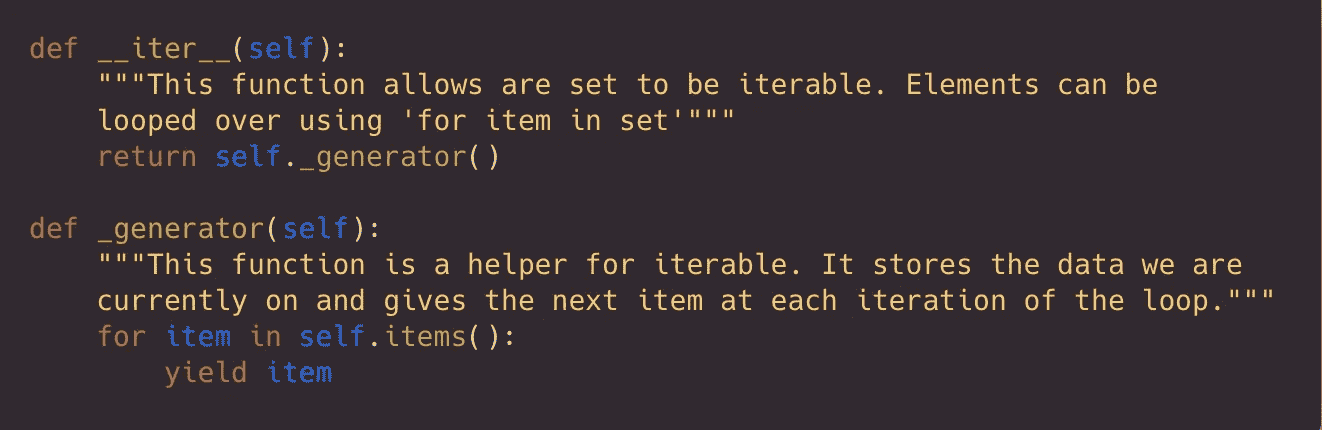 def __iter__(self):
    """This function allows are set to be iterable. Elements can be
    looped over using 'for item in set'"""
    return self._generator()

def _generator(self):
    """This function is a helper for iterable. It stores the data we are
    currently on and gives the next item at each iteration of the loop."""
    for item in self.items():
        yield item